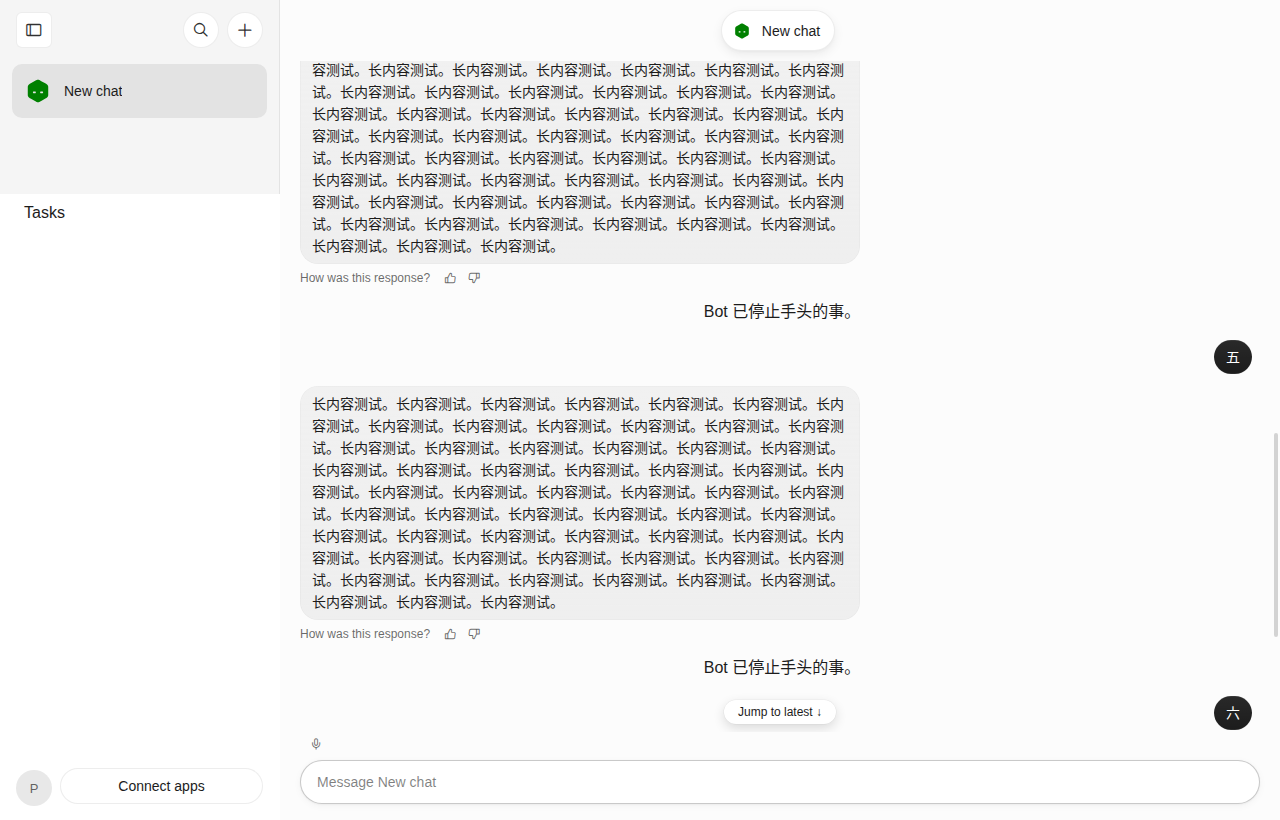 New chat
New chat
Tasks
容测试。长内容测试。长内容测试。长内容测试。长内容测试。长内容测试。长内容测
试。长内容测试。长内容测试。长内容测试。长内容测试。长内容测试。长内容测试。
长内容测试。长内容测试。长内容测试。长内容测试。长内容测试。长内容测试。长内
容测试。长内容测试。长内容测试。长内容测试。长内容测试。长内容测试。长内容测
试。长内容测试。长内容测试。长内容测试。长内容测试。长内容测试。长内容测试。
长内容测试。长内容测试。长内容测试。长内容测试。长内容测试。长内容测试。长内
容测试。长内容测试。长内容测试。长内容测试。长内容测试。长内容测试。长内容测
试。长内容测试。长内容测试。长内容测试。长内容测试。长内容测试。长内容测试。
长内容测试。长内容测试。长内容测试。
How was this response?
Bot 已停止手头的事。
五
长内容测试。长内容测试。长内容测试。长内容测试。长内容测试。长内容测试。长内
容测试。长内容测试。长内容测试。长内容测试。长内容测试。长内容测试。长内容测
试。长内容测试。长内容测试。长内容测试。长内容测试。长内容测试。长内容测试。
长内容测试。长内容测试。长内容测试。长内容测试。长内容测试。长内容测试。长内
容测试。长内容测试。长内容测试。长内容测试。长内容测试。长内容测试。长内容测
试。长内容测试。长内容测试。长内容测试。长内容测试。长内容测试。长内容测试。
长内容测试。长内容测试。长内容测试。长内容测试。长内容测试。长内容测试。长内
容测试。长内容测试。长内容测试。长内容测试。长内容测试。长内容测试。长内容测
试。长内容测试。长内容测试。长内容测试。长内容测试。长内容测试。长内容测试。
长内容测试。长内容测试。长内容测试。
How was this response?
Bot 已停止手头的事。
Jump to latest ↓
六
Message New chat
P
Connect apps